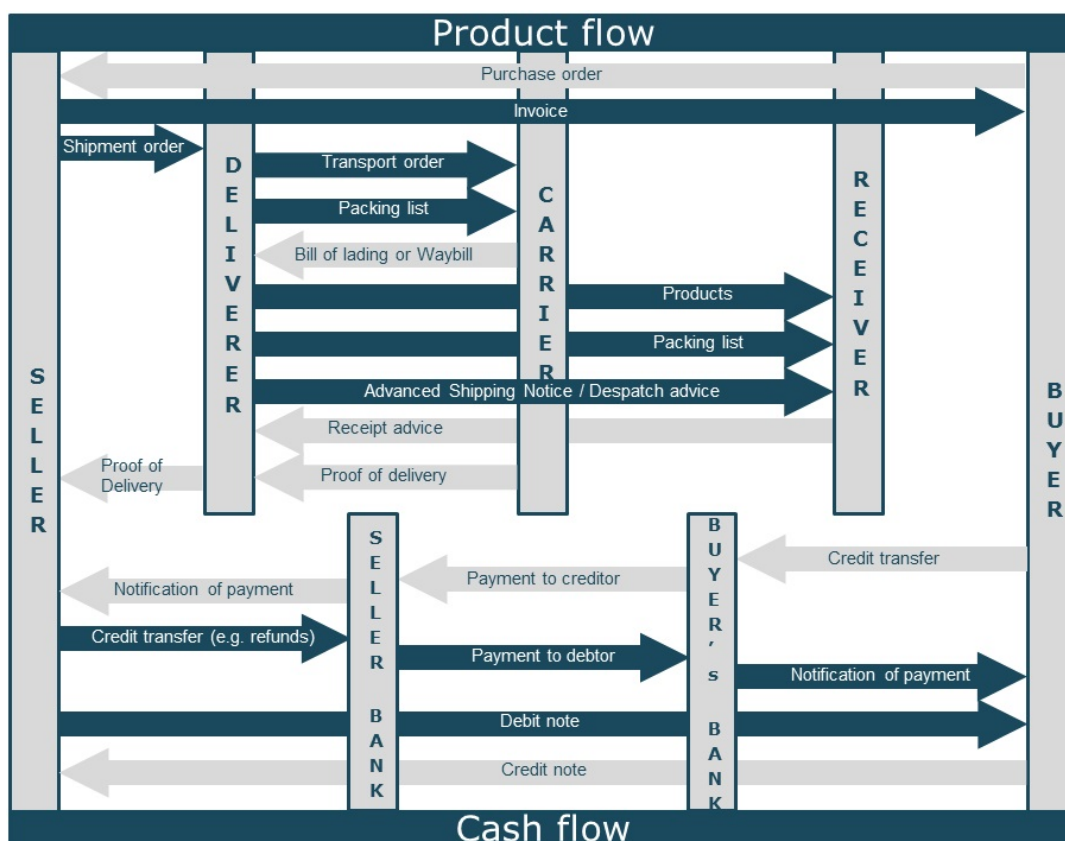 Product flow
Purchase order
Invoice
Shipment order
Transport order
Packing list
Bill of lading or Waybill
Products
Packing list
Advanced Shipping Notice / Despatch advice
Receipt advice
Proof of delivery
Proof of
Delivery
SELLER
DELIVERER
CARRIER
RECEIVER
BUYER
Credit transfer
Payment to creditor
Notification of payment
Credit transfer (e.g. refunds)
Payment to debtor
Notification of payment
Debit note
Credit note
SELLER BANK
BUYER's BANK
Cash flow